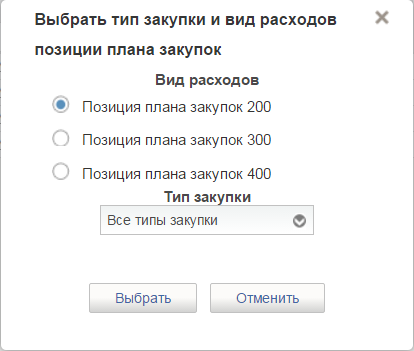 Выбрать тип закупки и вид расходов
позиции плана закупок
Вид расходов
Позиция плана закупок 200
Позиция плана закупок 300
Позиция плана закупок 400
Тип закупки
Все типы закупки
Выбрать
Отменить